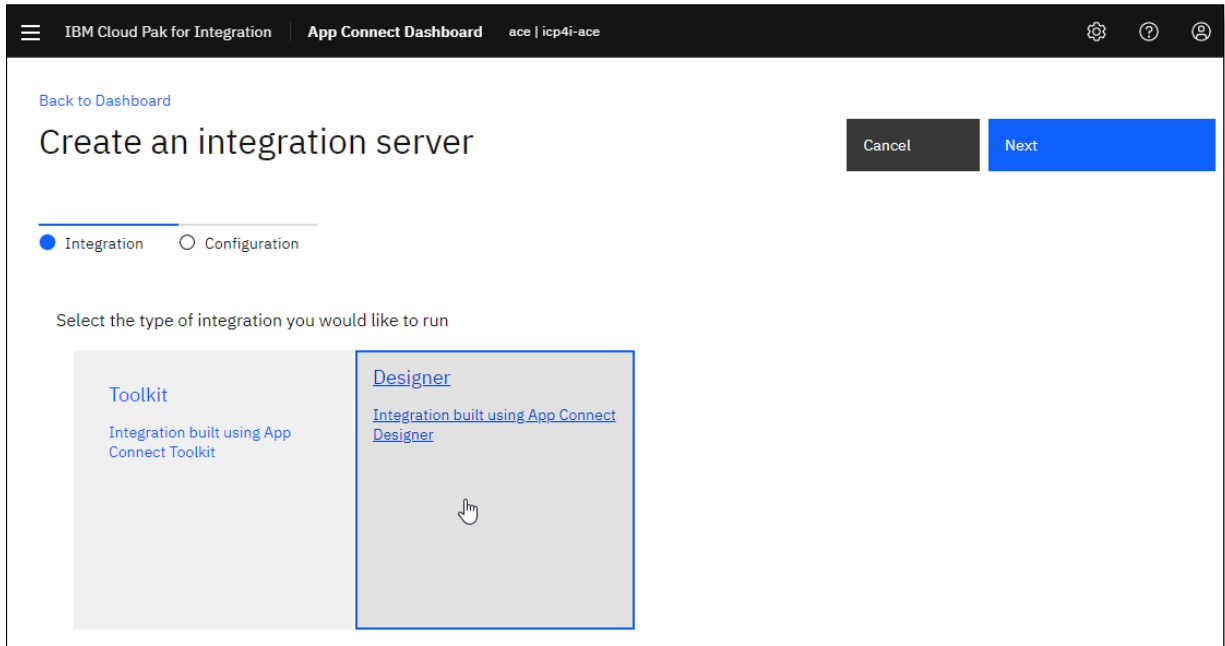 IBM Cloud Pak for Integration App Connect Dashboard ace | icp4i-ace
Back to Dashboard
Create an integration server
Cancel Next
Integration Configuration
Select the type of integration you would like to run
Toolkit
Integration built using App
Connect Toolkit
Designer
Integration built using App Connect
Designer